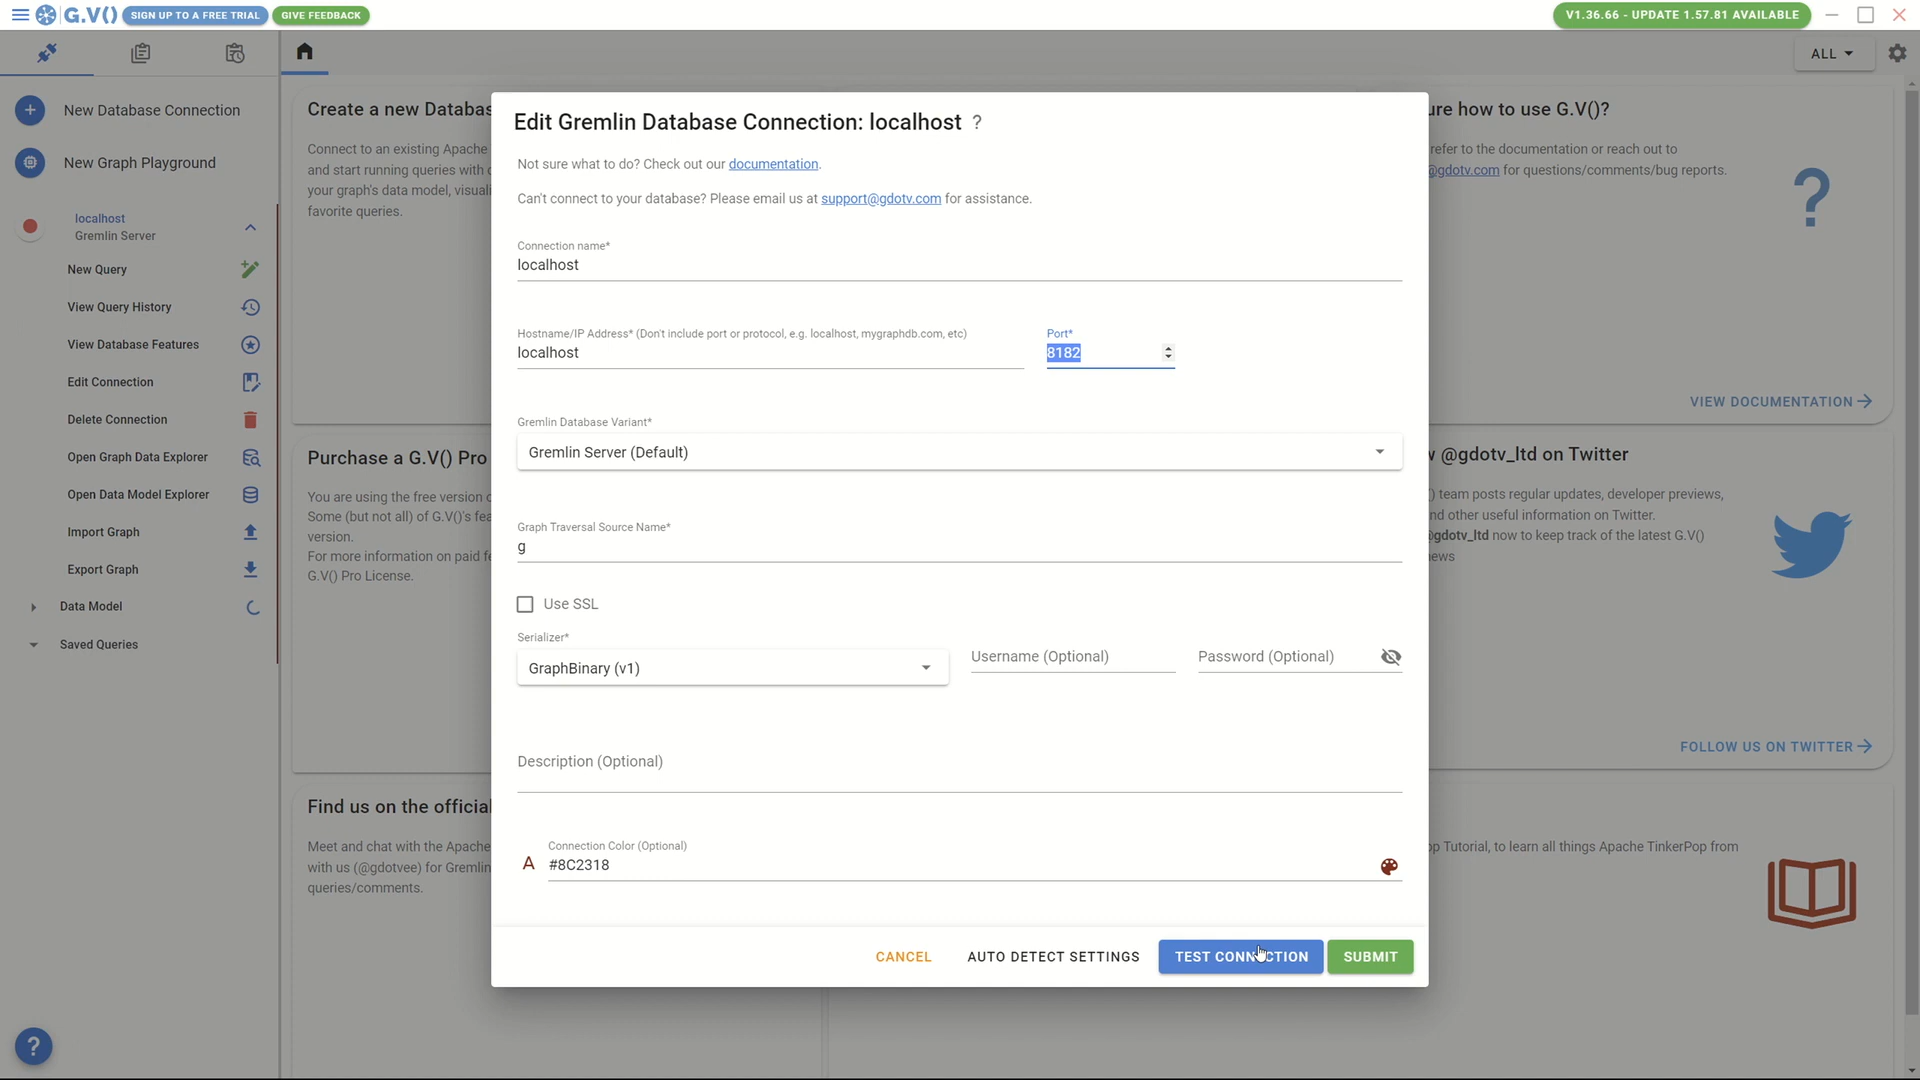 G.V()
SIGN UP TO A FREE TRIAL
GIVE FEEDBACK
V1.36.66 - UPDATE 1.57.81 AVAILABLE
ALL
New Database Connection
New Graph Playground
localhost
Gremlin Server
New Query
View Query History
View Database Features
Edit Connection
Delete Connection
Open Graph Data Explorer
Open Data Model Explorer
Import Graph
Export Graph
Data Model
Saved Queries
?
Create a new Databas
Connect to an existing Apache
and start running queries with
your graph's data model, visuali
favorite queries.
Purchase a G.V() Pro
You are using the free version
Some (but not all) of G.V()'s fea
version.
For more information on paid fe
G.V() Pro License.
Find us on the official
Meet and chat with the Apache
with us (@gdotvee) for Gremlin
queries/comments.
Edit Gremlin Database Connection: localhost ?
Not sure what to do? Check out our documentation.
Can't connect to your database? Please email us at support@gdotv.com for assistance.
Connection name*
localhost
Hostname/IP Address* (Don't include port or protocol, e.g. localhost, mygraphdb.com, etc)
localhost
Port*
8182
Gremlin Database Variant*
Gremlin Server (Default)
Graph Traversal Source Name*
g
Use SSL
Serializer*
GraphBinary (v1)
Username (Optional)
Password (Optional)
Description (Optional)
A
Connection Color (Optional)
#8C2318
CANCEL
AUTO DETECT SETTINGS
TEST CONNECTION
SUBMIT
ure how to use G.V()?
refer to the documentation or reach out to
@gdotv.com for questions/comments/bug reports.
?
VIEW DOCUMENTATION
@gdotv_ltd on Twitter
) team posts regular updates, developer previews,
nd other useful information on Twitter.
@gdotv_ltd now to keep track of the latest G.V()
ews
FOLLOW US ON TWITTER
op Tutorial, to learn all things Apache TinkerPop from